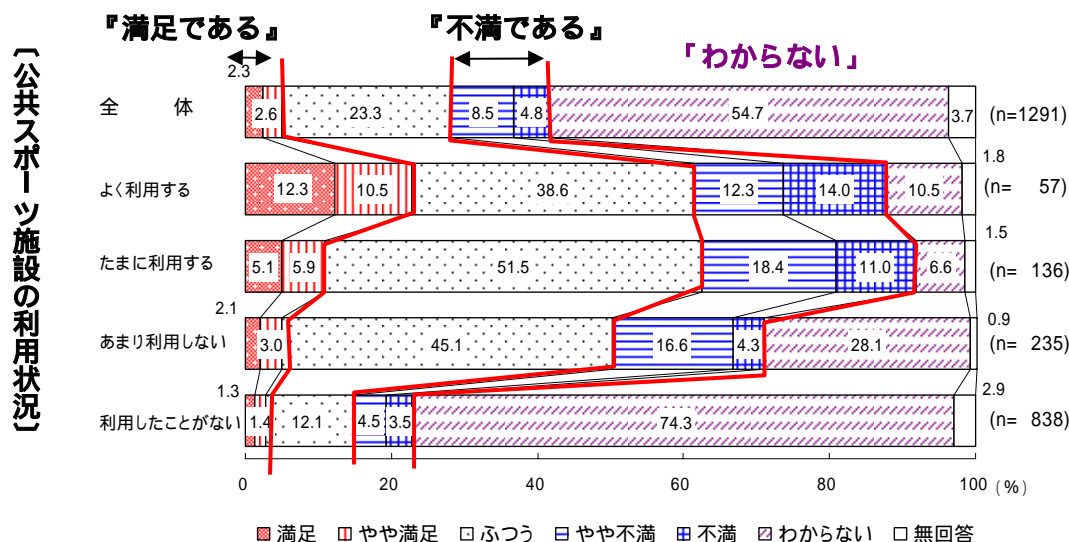 『満足である』
『不満である』
「わからない」
〔公共スポーツ施設の利用状況〕
2.3
全　体
2.6
23.3
8.5
4.8
54.7
3.7
(n=1291)
よく利用する
12.3
10.5
38.6
12.3
14.0
10.5
1.8
(n= 57)
たまに利用する
5.1
5.9
51.5
18.4
11.0
6.6
1.5
(n= 136)
2.1
あまり利用しない
3.0
45.1
16.6
4.3
28.1
0.9
(n= 235)
1.3
利用したことがない
1.4
12.1
4.5
3.5
74.3
2.9
(n= 838)
0 20 40 60 80 100 (%)
満足 やや満足 ふつう やや不満 不満 わからない 無回答